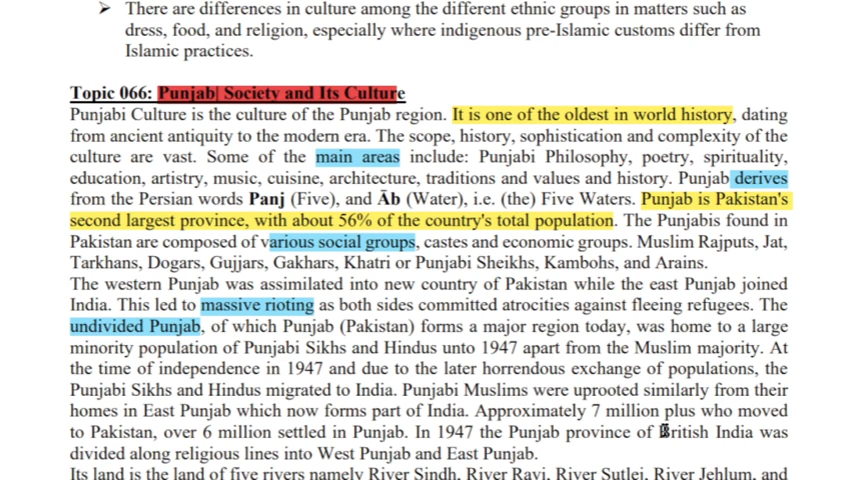 ➢ There are differences in culture among the different ethnic groups in matters such as
dress, food, and religion, especially where indigenous pre-Islamic customs differ from
Islamic practices.
Topic 066: Punjab| Society and Its Culture
Punjabi Culture is the culture of the Punjab region. It is one of the oldest in world history, dating
from ancient antiquity to the modern era. The scope, history, sophistication and complexity of the
culture are vast. Some of the main areas include: Punjabi Philosophy, poetry, spirituality,
education, artistry, music, cuisine, architecture, traditions and values and history. Punjab derives
from the Persian words Panj (Five), and Āb (Water), i.e. (the) Five Waters. Punjab is Pakistan's
second largest province, with about 56% of the country's total population. The Punjabis found in
Pakistan are composed of various social groups, castes and economic groups. Muslim Rajputs, Jat,
Tarkhans, Dogars, Gujjars, Gakhars, Khatri or Punjabi Sheikhs, Kambohs, and Arains.
The western Punjab was assimilated into new country of Pakistan while the east Punjab joined
India. This led to massive rioting as both sides committed atrocities against fleeing refugees. The
undivided Punjab, of which Punjab (Pakistan) forms a major region today, was home to a large
minority population of Punjabi Sikhs and Hindus unto 1947 apart from the Muslim majority. At
the time of independence in 1947 and due to the later horrendous exchange of populations, the
Punjabi Sikhs and Hindus migrated to India. Punjabi Muslims were uprooted similarly from their
homes in East Punjab which now forms part of India. Approximately 7 million plus who moved
to Pakistan, over 6 million settled in Punjab. In 1947 the Punjab province of British India was
divided along religious lines into West Punjab and East Punjab.
Its land is the land of five rivers namely River Sindh, River Ravi, River Sutlej, River Jehlum, and